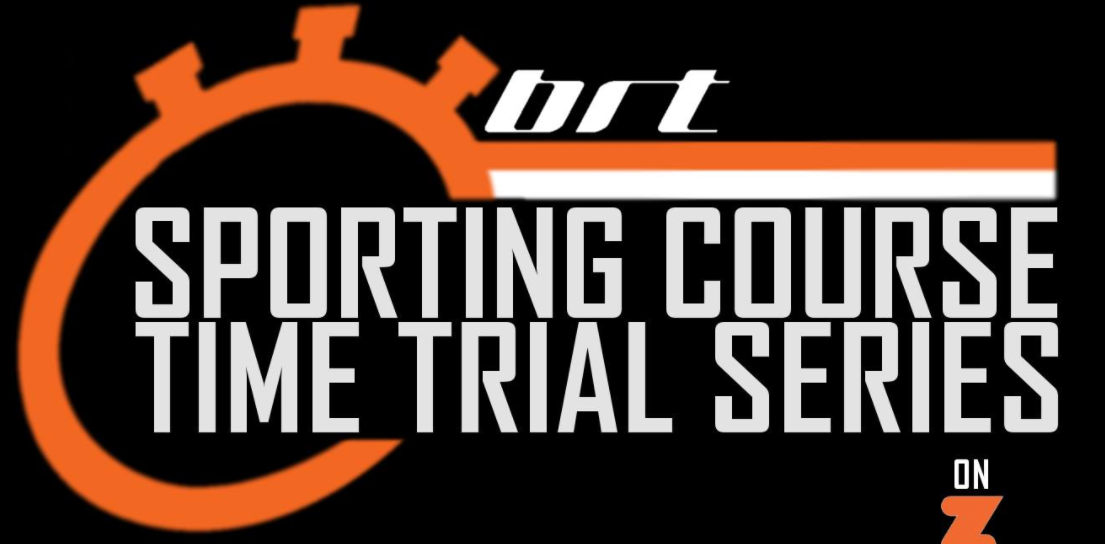 brt
SPORTING COURSE
TIME TRIAL SERIES
ON
Z